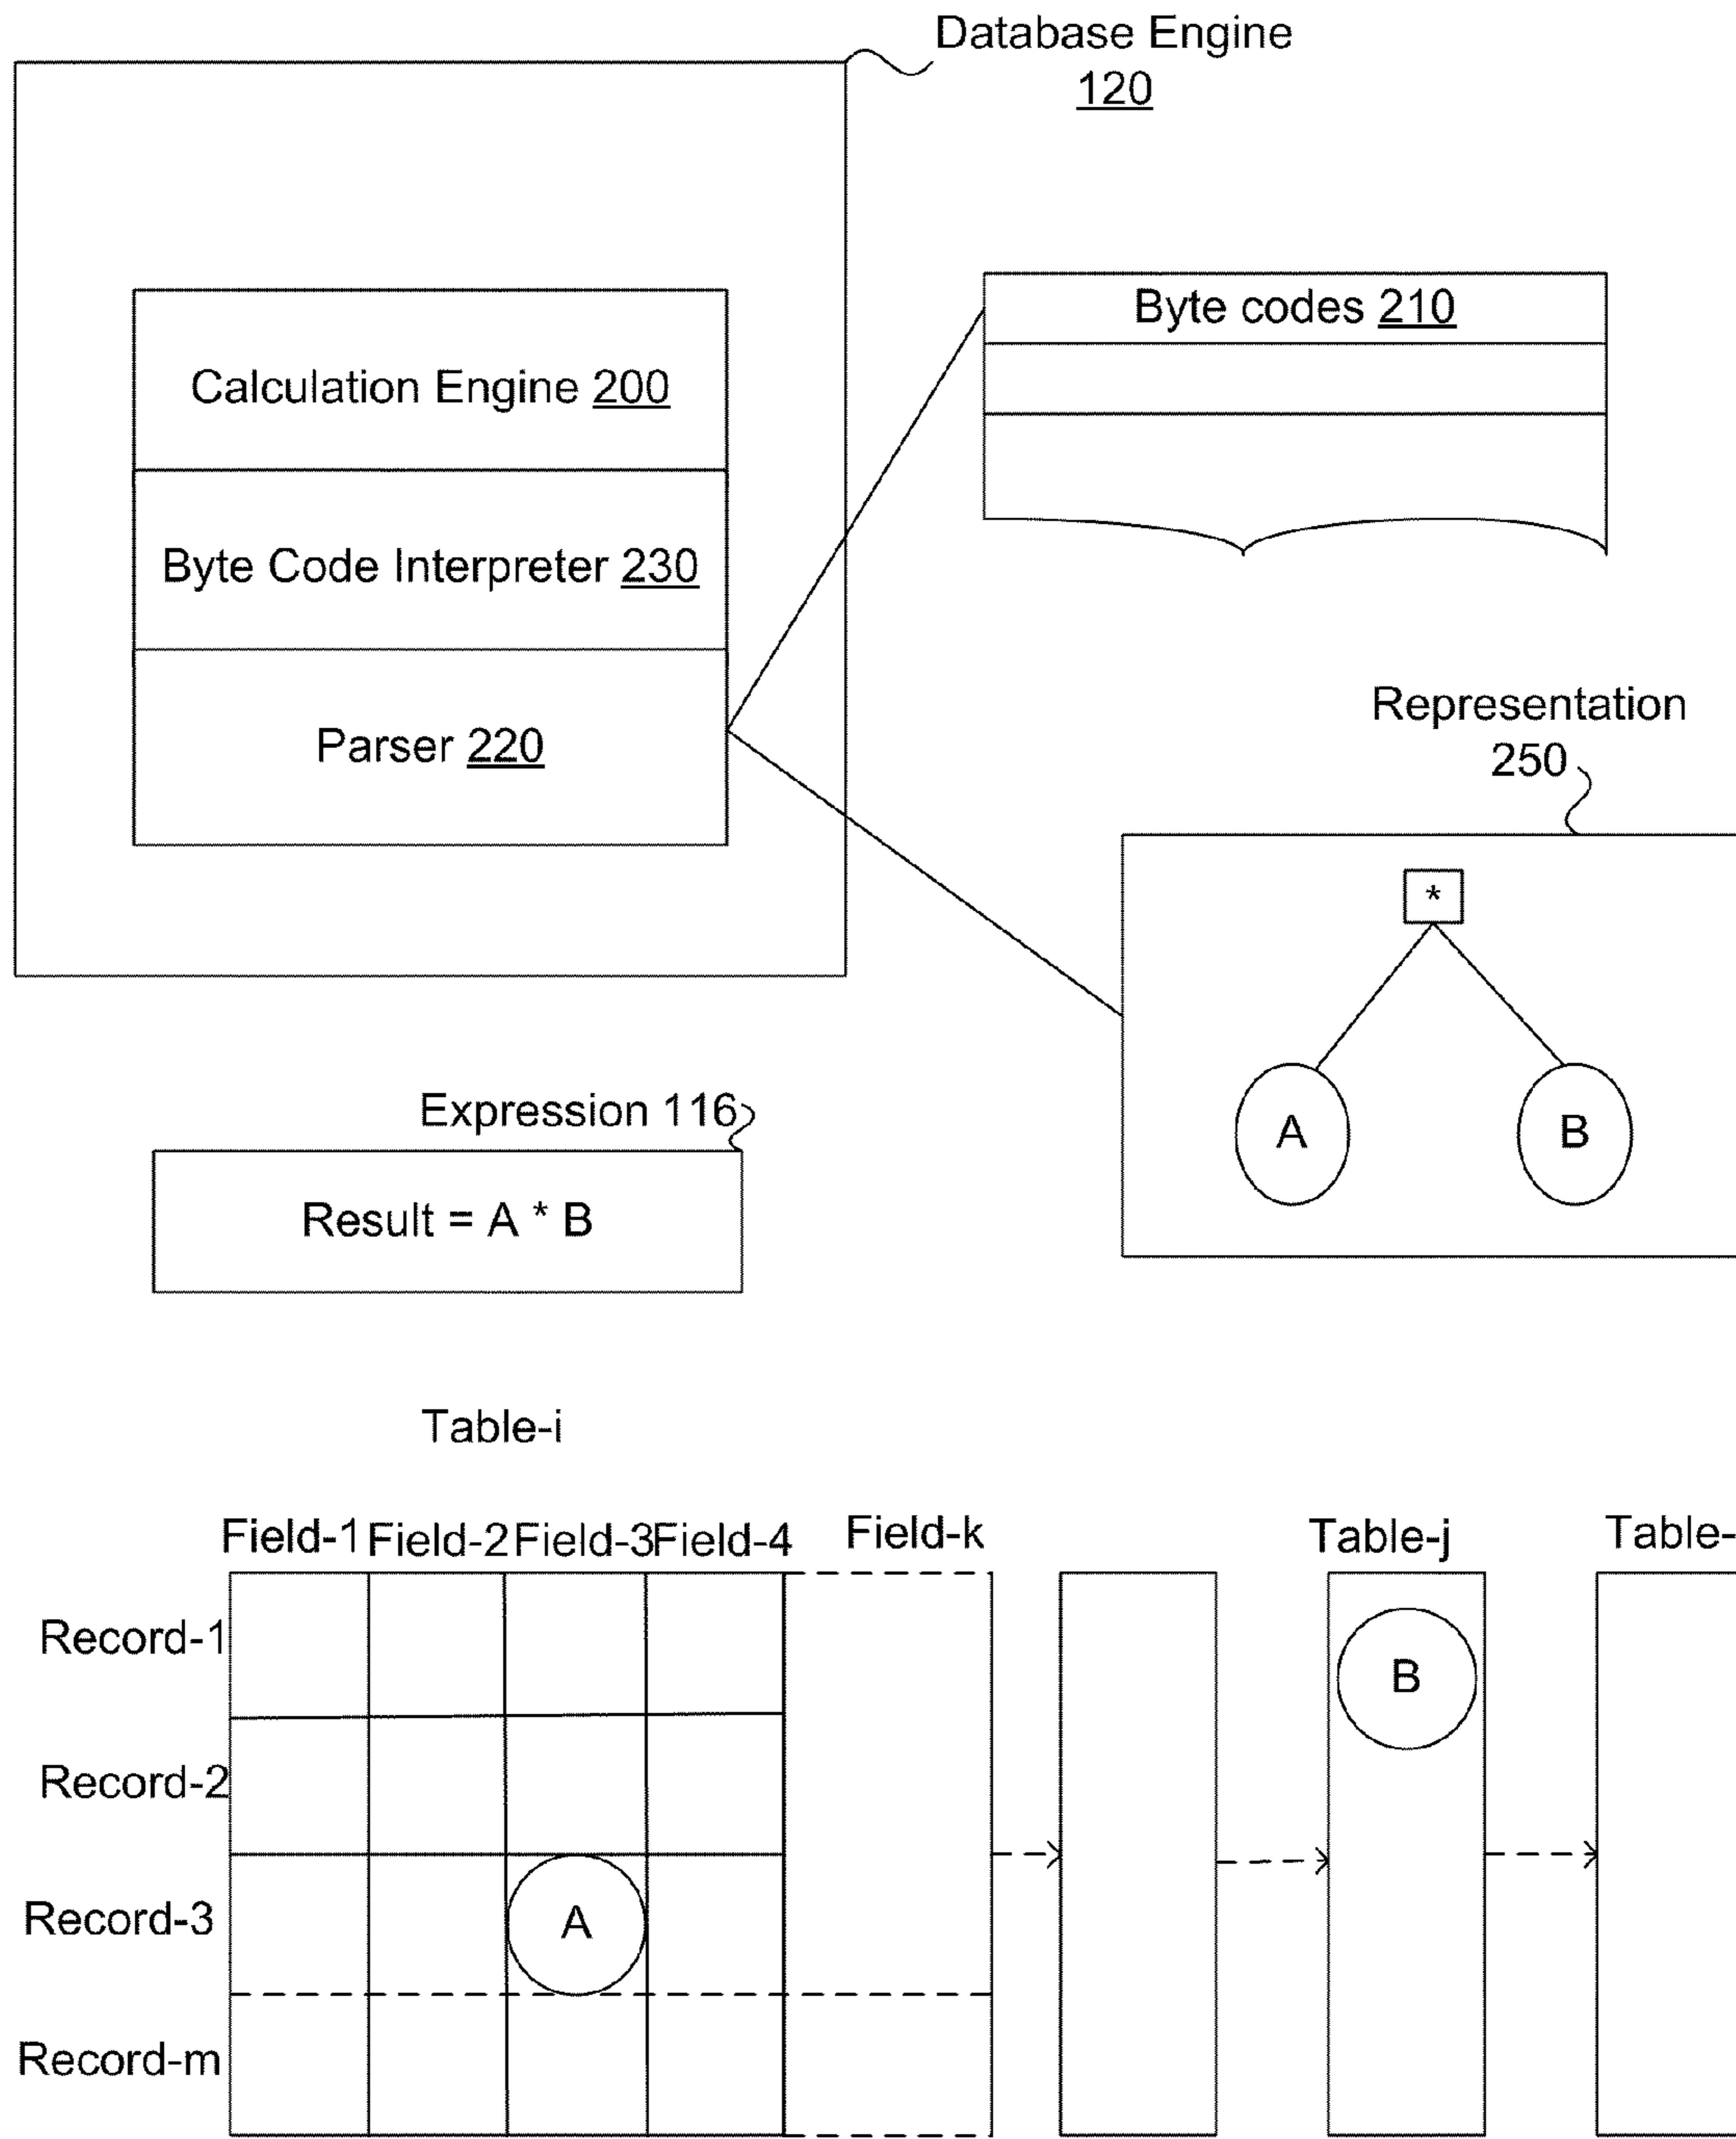 Database Engine
120
Byte codes 210
Calculation Engine 200
Byte Code Interpreter 230
Parser 220
Representation
250
*
A
B
Expression 116
Result = A * B
Table-i
Field-1 Field-2 Field-3 Field-4 Field-k Table-j Table-
Record-1
B
Record-2
Record-3
A
Record-m